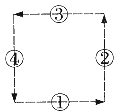 ③
④ ②
①